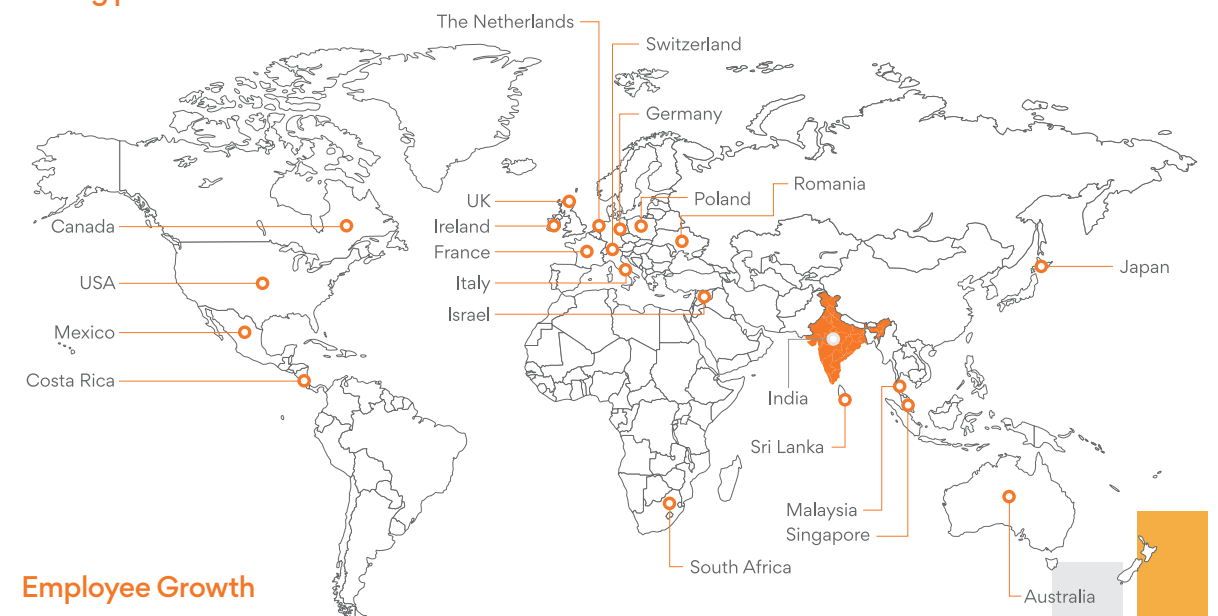 The Netherlands
Switzerland
Germany
Romania
UK
Poland
Canada
Ireland
France
Japan
USA
Italy
Israel
Mexico
Costa Rica
India
Sri Lanka
Malaysia
Singapore
South Africa
Employee Growth
Australia